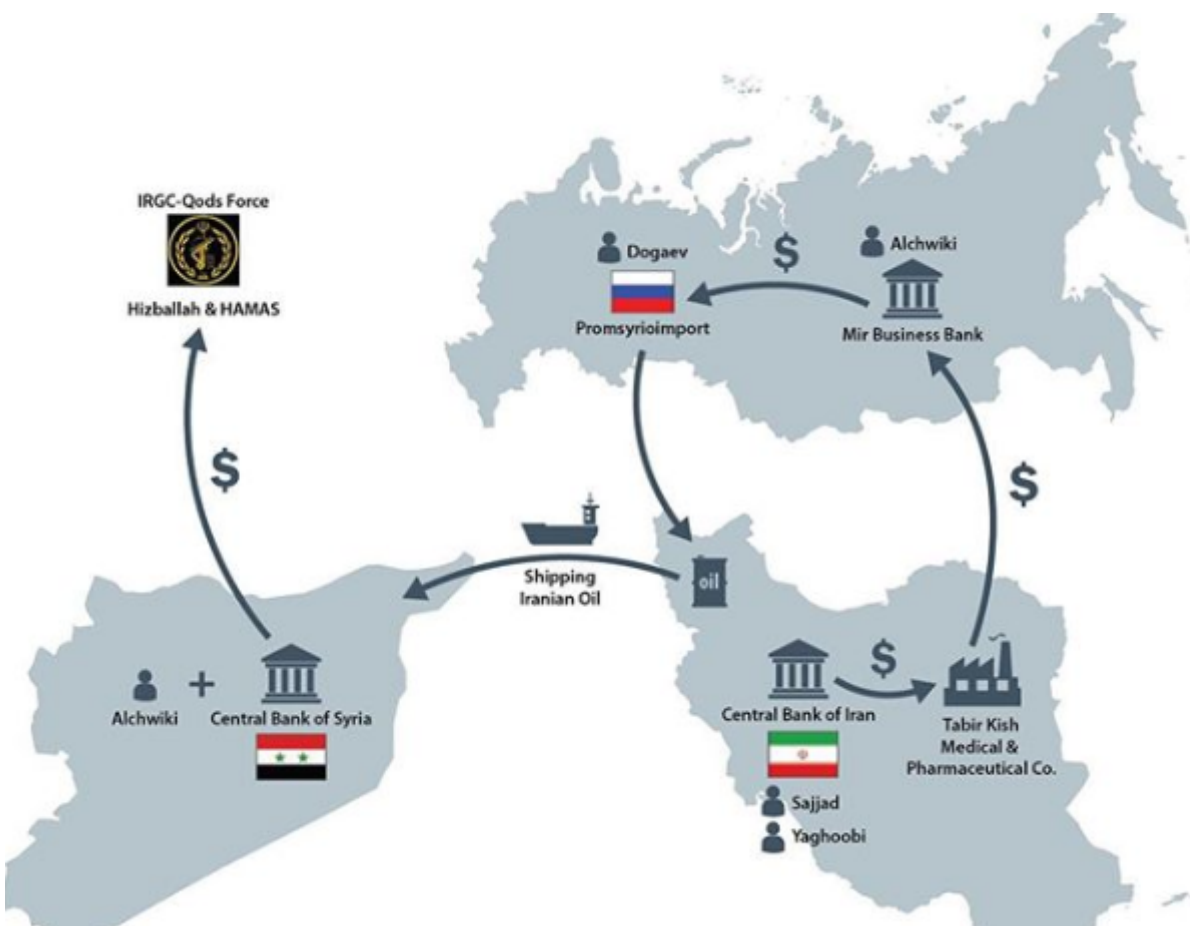 IRGC-Qods Force
Hizballah & HAMAS
$
Alchwiki
+
Central Bank of Syria
Shipping
Iranian Oil
Dogaev
Promsyrioimport
$
Alchwiki
Mir Business Bank
$
oil
Central Bank of Iran
$
Sajjad
Yaghoobi
Tabir Kish
Medical &
Pharmaceutical Co.